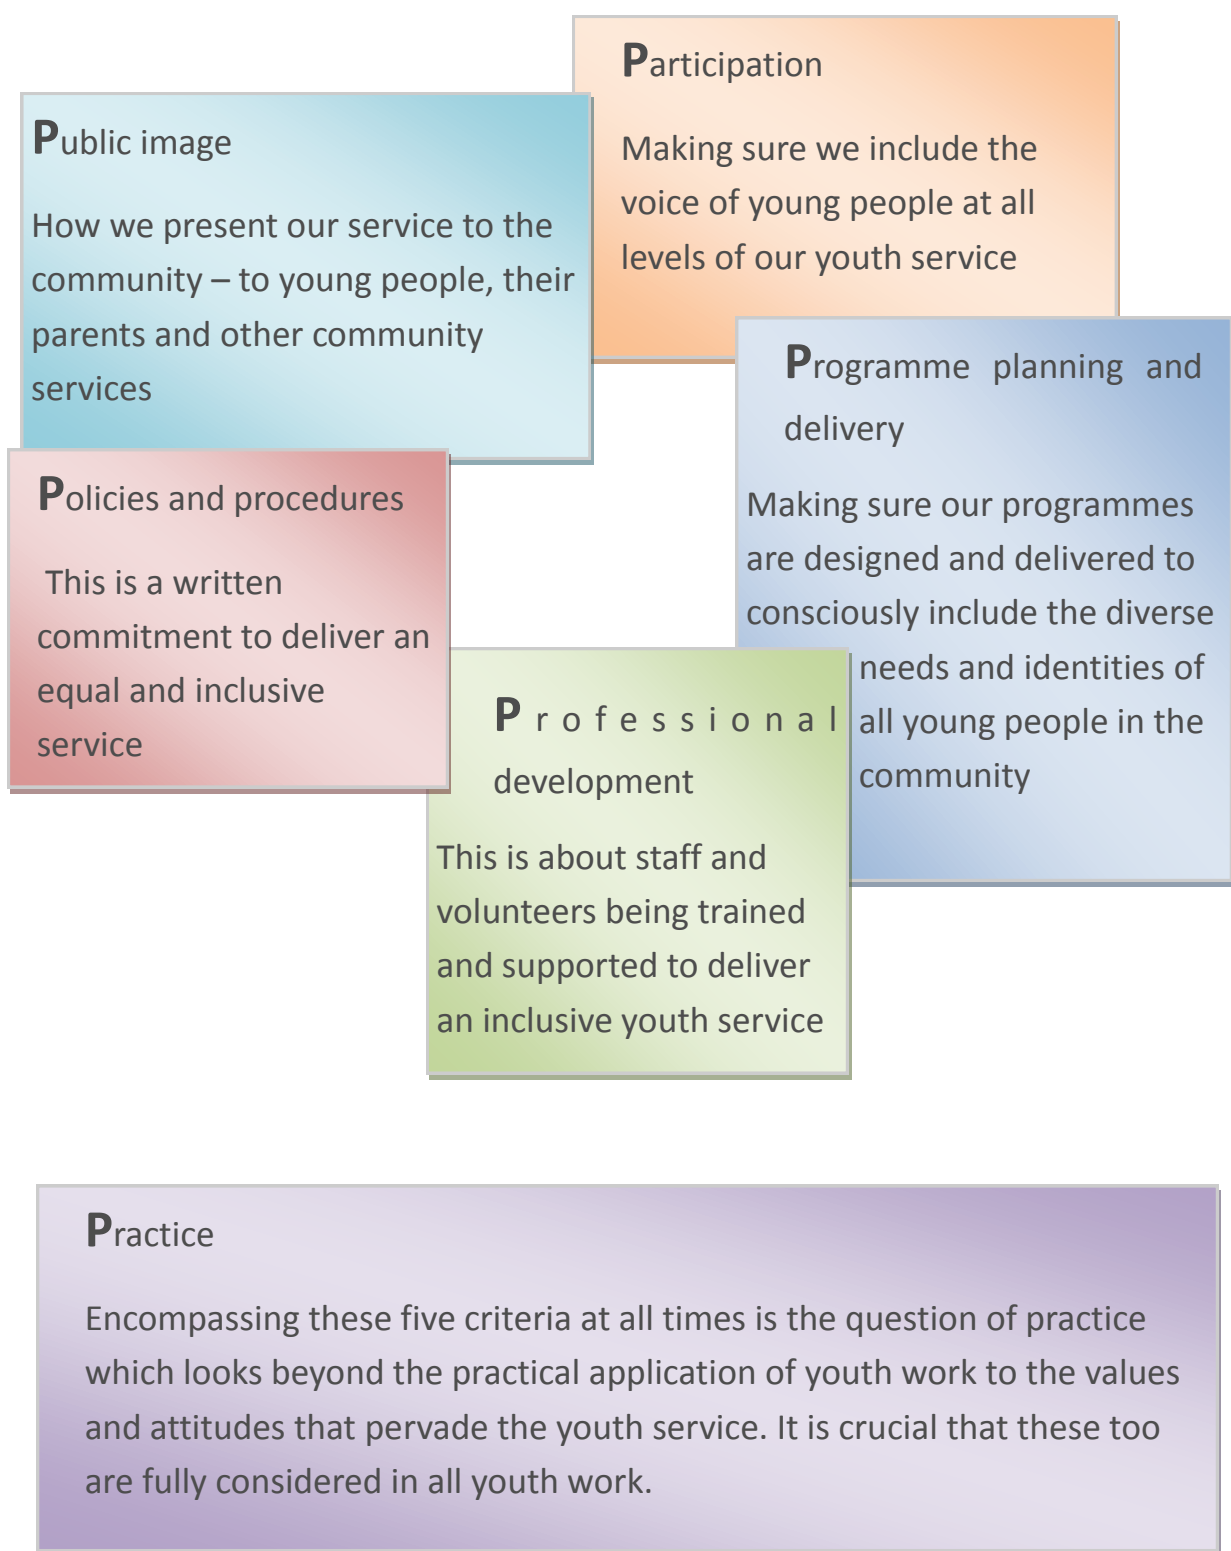 Participation
Making sure we include the
voice of young people at all
levels of our youth service
Public image
How we present our service to the
community – to young people, their
parents and other community
services
Programme planning and
delivery
Making sure our programmes
are designed and delivered to
consciously include the diverse
needs and identities of
all young people in the
community
Policies and procedures
This is a written
commitment to deliver an
equal and inclusive
service
Professional
development
This is about staff and
volunteers being trained
and supported to deliver
an inclusive youth service
Practice
Encompassing these five criteria at all times is the question of practice
which looks beyond the practical application of youth work to the values
and attitudes that pervade the youth service. It is crucial that these too
are fully considered in all youth work.